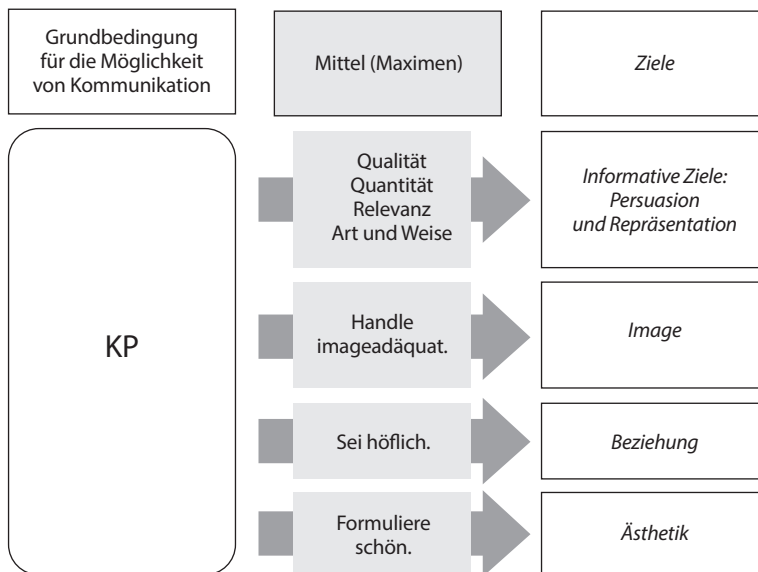 Grundbedingung
für die Möglichkeit
von Kommunikation
Mittel (Maximen)
Ziele
KP
Qualität
Quantität
Relevanz
Art und Weise
Informative Ziele:
Persuasion
und Repräsentation
Handle
imageadäquat.
Image
Sei höflich.
Beziehung
Formuliere
schön.
Ästhetik